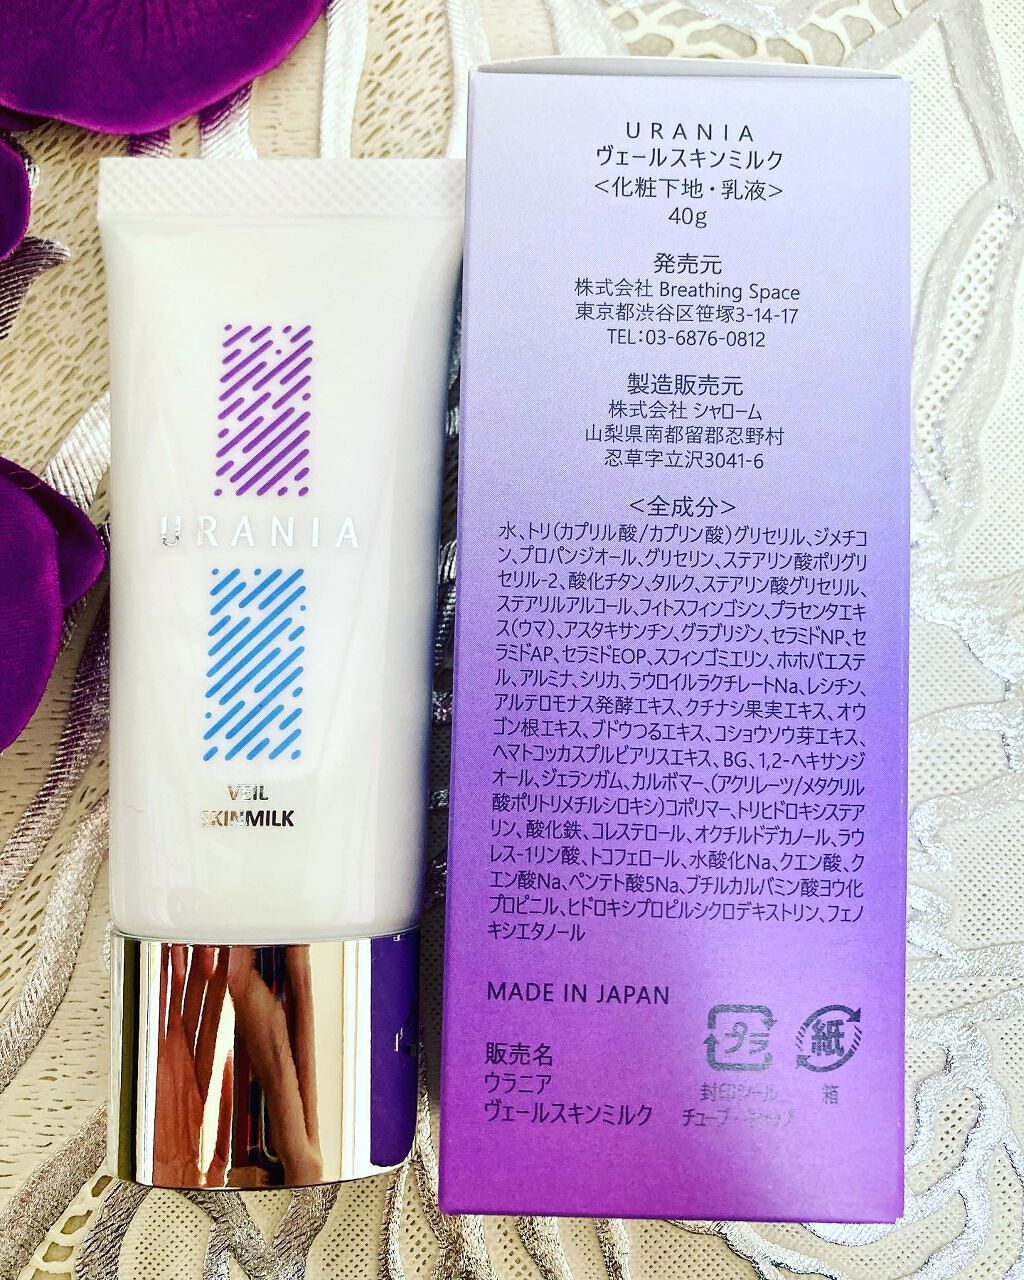 URANIA
VEIL
SKINMILK
URANIA
ヴェールスキンミルク
<化粧下地・乳液>
40g
発売元
株式会社 Breathing Space
東京都渋谷区笹塚3-14-17
TEL:03-6876-0812
製造販売元
株式会社 シャローム
山梨県南都留郡忍野村
忍草字立沢3041-6
<全成分>
水、トリ(カプリル酸/カプリン酸)グリセリル、ジメチコ
ン、プロパンジオール、グリセリン、ステアリン酸ポリグリ
セリル-2、酸化チタン、タルク、ステアリン酸グリセリル、
ステアリルアルコール、フィトスフィンゴシン、プラセンタエキ
ス(ウマ)、アスタキサンチン、グラブリジン、セラミドNP、セ
ラミドAP、セラミドEOP、スフィンゴミエリン、ホホバエステ
ル、アルミナ、シリカ、ラウロイルラクチレートNa、レシチン、
アルテロモナス発酵エキス、クチナシ果実エキス、オウ
ゴン根エキス、ブドウつるエキス、コショウソウ芽エキス、
ヘマトコッカスプルビアリスエキス、BG、1,2-ヘキサンジ
オール、ジェランガム、カルボマー、(アクリレーツ/メタクリル
酸ポリトリメチルシロキシ)コポリマー、トリヒドロキシステア
リン、酸化鉄、コレステロール、オクチルドデカノール、ラウ
レス-1リン酸、トコフェロール、水酸化Na、クエン酸、ク
エン酸Na、ペンテト酸5Na、ブチルカルバミン酸ヨウ化
プロピニル、ヒドロキシプロピルシクロデキストリン、フェノ
キシエタノール
MADE IN JAPAN
販売名
ウラニア
ヴェールスキンミルク
プラ
封印シール
チューブ・キャップ
紙
箱